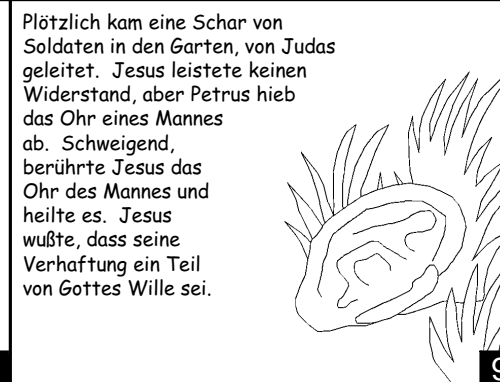 Plötzlich kam eine Schar von
Soldaten in den Garten, von Judas
geleitet.  Jesus leistete keinen
Widerstand, aber Petrus hieb
das Ohr eines Mannes
ab.  Schweigend,
berührte Jesus das
Ohr des Mannes und
heilte es.  Jesus
wußte, dass seine
Verhaftung ein Teil
von Gottes Wille sei.